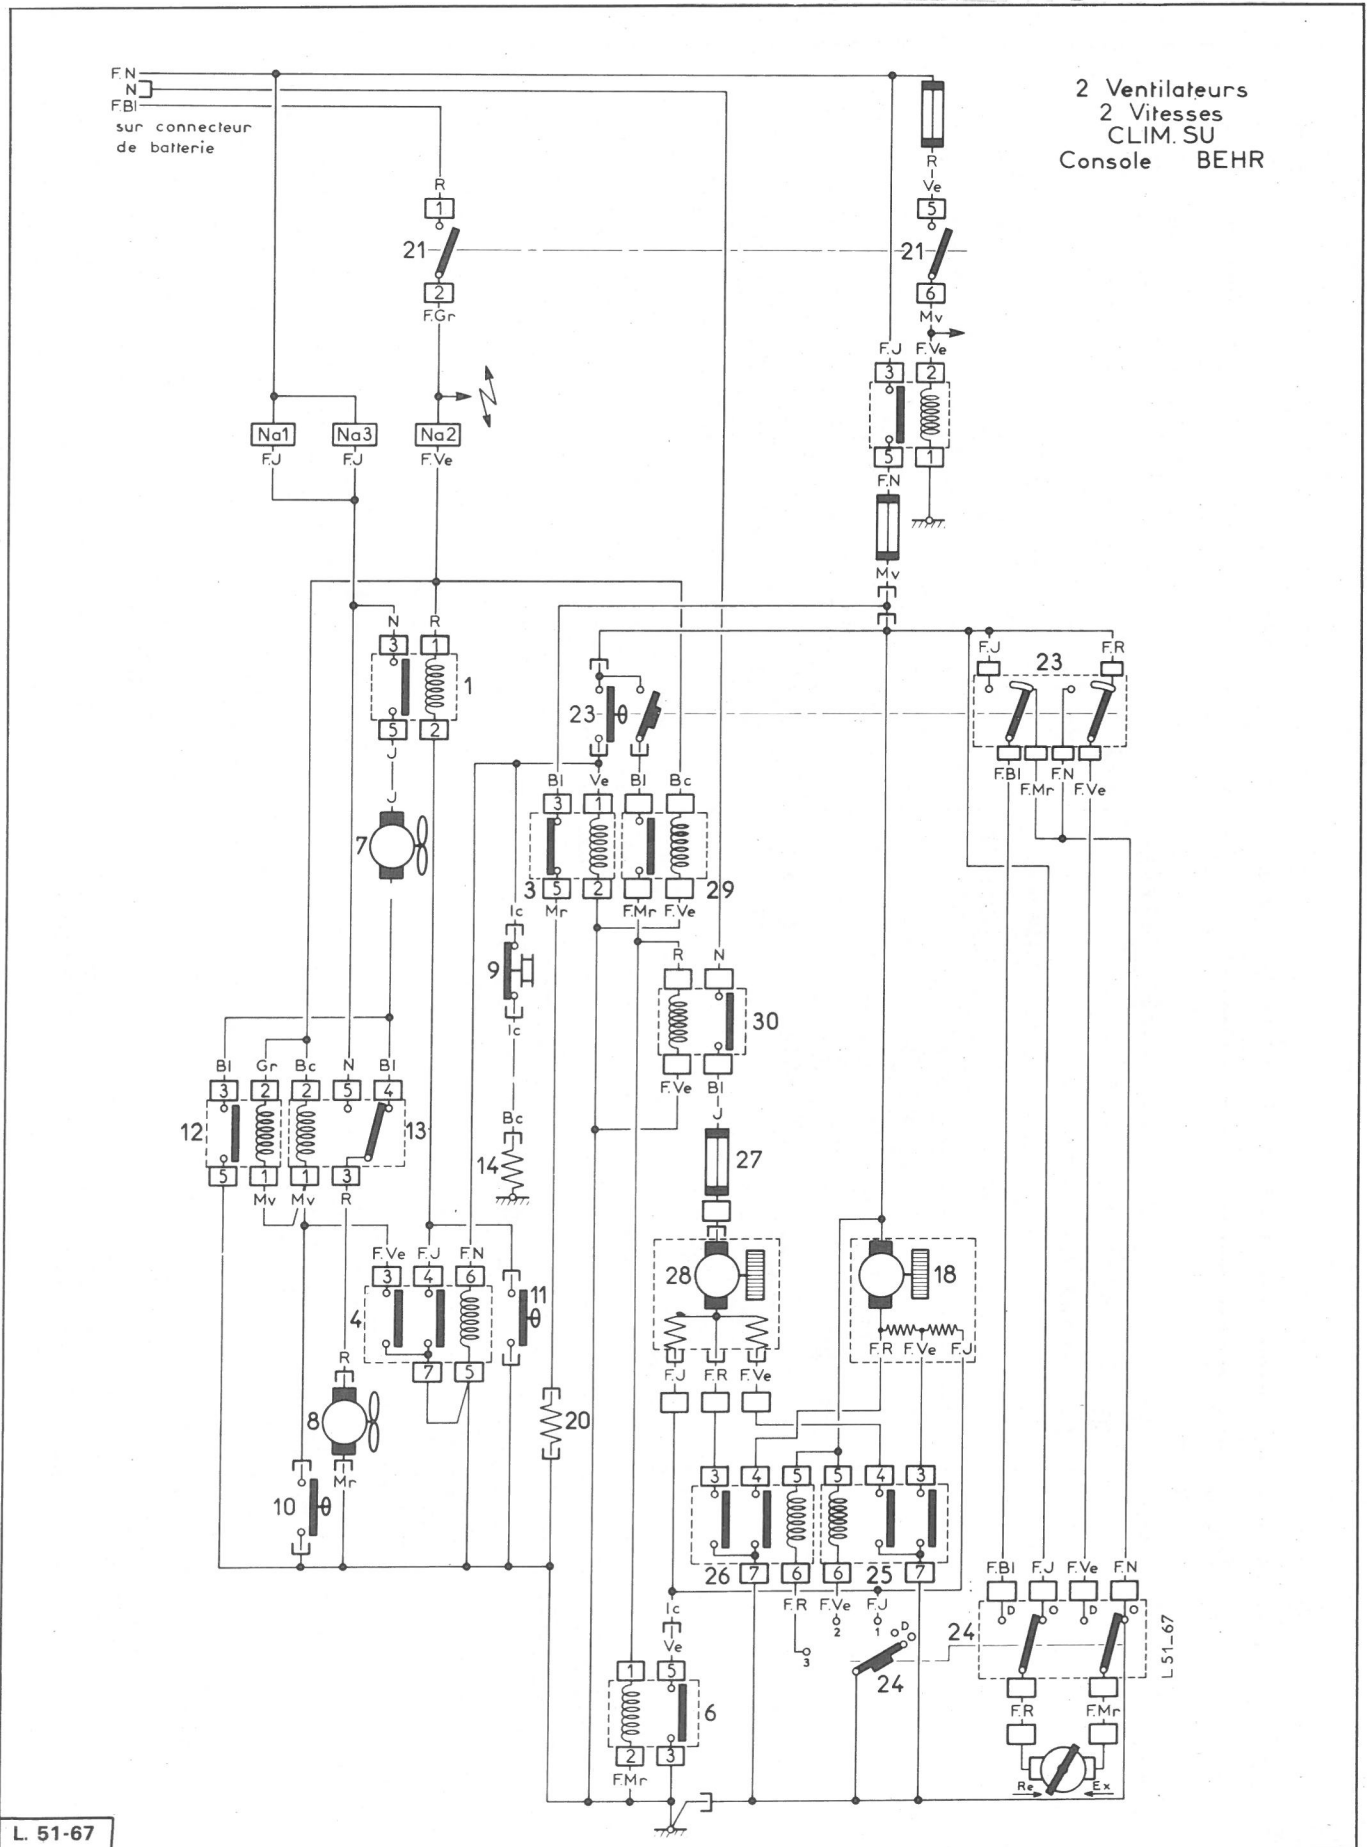 F.N
N
F.Bl
sur connecteur
de batterie
2 Ventilateurs
2 Vitesses
CLIM. SU
Console BEHR
R
Ve
R
1
5
21
21
2
6
F.Gr
Mv
F.J F.Ve
3 2
Na1 Na3 Na2
F.J F.J F.Ve
5 1
F.N
Mv
N R
3 1
1
5 2
J
F.J F.R
23
23
F.Bl F.N
F.Mr F.Ve
J
7
Bl Ve Bl Bc
3 1
3 5 2 29
Mr F.Mr F.Ve
Ic
9
R N
30
Ic
F.Ve Bl
J
Bl Gr Bc N Bl
3 2 2 5 4
12 13
5 1 1 3
Mv Mv R
Bc
14
27
F.Ve F.J F.N
3 4 6
4 11
7 5
28 18
F.R F.Ve F.J
F.J F.R F.Ve
R
8
Mr
20
10
3 4 5 5 4 3
26 7 6 6 25 7
F.R F.Ve F.J
2 1
3
D O
24
F.Bl F.J F.Ve F.N
D O D O
24
L 51_67
Ic
Ve
1 5
6
2 3
F.Mr
F.R F.Mr
Re Ex
L. 51-67